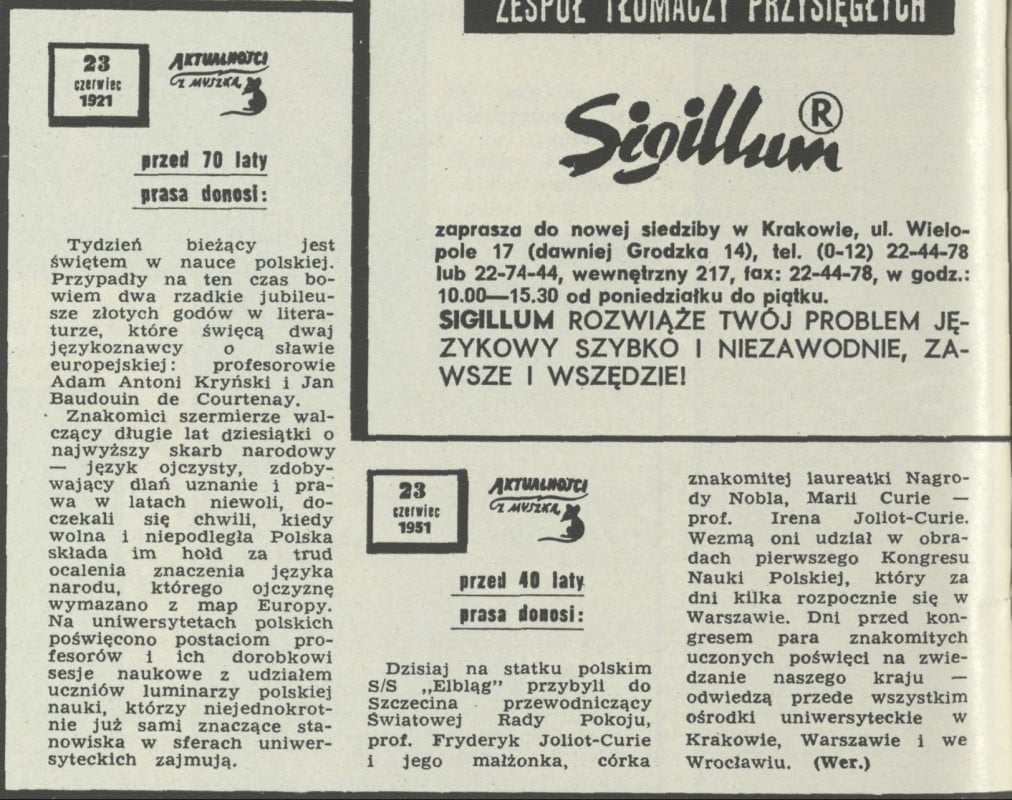 ZESPÓŁ TŁUMACZY PRZYSIĘGŁYCH
Sigillum ®
zaprasza do nowej siedziby w Krakowie, ul. Wielo-
pole 17 (dawniej Grodzka 14), tel. (0-12) 22-44-78
lub 22-74-44, wewnętrzny 217, fax: 22-44-78, w godz.:
10.00—15.30 od poniedziałku do piątku.
SIGILLUM ROZWIĄŻE TWÓJ PROBLEM JĘ-
ZYKOWY SZYBKO I NIEZAWODNIE, ZA-
WSZE I WSZĘDZIE!
23
czerwiec
1921
AKTUALNOŚCI
Z MYSZKĄ
przed 70 laty
prasa donosi:
Tydzień bieżący jest
świętem w nauce polskiej.
Przypadły na ten czas bo-
wiem dwa rzadkie jubileu-
sze złotych godów w litera-
turze, które święcą dwaj
językoznawcy o sławie
europejskiej: profesorowie
Adam Antoni Kryński i Jan
Baudouin de Courtenay.
Znakomici szermierze wal-
czący długie lat dziesiątki o
najwyższy skarb narodowy
— język ojczysty, zdoby-
wający dlań uznanie i pra-
wa w latach niewoli, do-
czekali się chwili, kiedy
wolna i niepodległa Polska
składa im hołd za trud
ocalenia znaczenia języka
narodu, którego ojczyznę
wymazano z map Europy.
Na uniwersytetach polskich
poświęcono postaciom pro-
fesorów i ich dorobkowi
sesje naukowe z udziałem
uczniów luminarzy polskiej
nauki, którzy niejednokrot-
nie już sami znaczące sta-
nowiska w sferach uniwer-
syteckich zajmują.
23
czerwiec
1951
AKTUALNOŚCI
Z MYSZKĄ
przed 40 laty
prasa donosi:
Dzisiaj na statku polskim
S/S „Elbląg” przybyli do
Szczecina przewodniczący
Światowej Rady Pokoju,
prof. Fryderyk Joliot-Curie
i jego małżonka, córka
znakomitej laureatki Nagro-
dy Nobla, Marii Curie —
prof. Irena Joliot-Curie.
Wezmą oni udział w obra-
dach pierwszego Kongresu
Nauki Polskiej, który za
dni kilka rozpocznie się w
Warszawie. Dni przed kon-
gresem para znakomitych
uczonych poświęci na zwie-
dzanie naszego kraju —
odwiedzą przede wszystkim
ośrodki uniwersyteckie w
Krakowie, Warszawie i we
Wrocławiu. (Wer.)